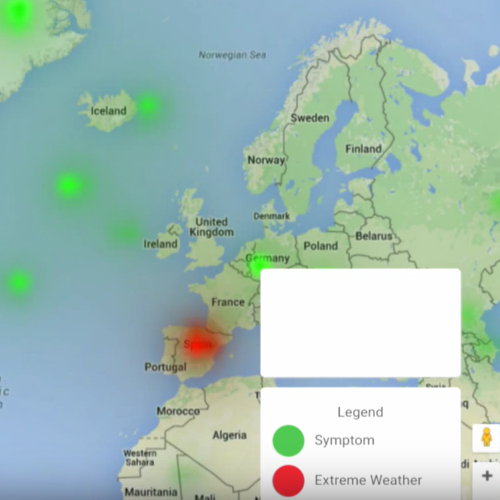 Norwegian Sea
Iceland
Sweden
Finland
Norway
United
Kingdom
Denmark
Ireland
Poland
Belarus
Germany
France
Spain
Portugal
Morocco
Algeria
Western
Sahara
Mauritania
Mali
Legend
Symptom
Extreme Weather